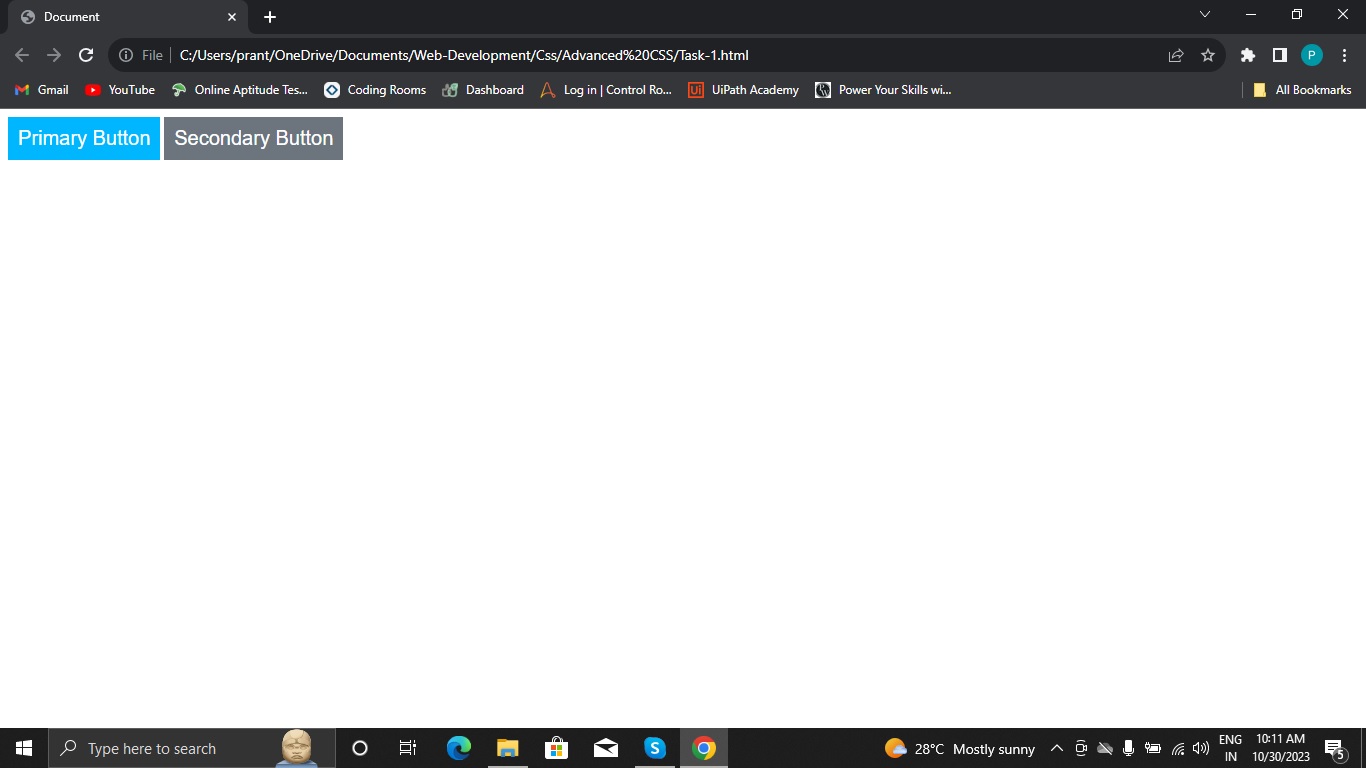 Document
File C:/Users/prant/OneDrive/Documents/Web-Development/Css/Advanced%20CSS/Task-1.html P
Gmail YouTube Online Aptitude Tes... Coding Rooms Dashboard Log in | Control Ro... Ui UiPath Academy Power Your Skills wi... All Bookmarks
Primary Button Secondary Button
Type here to search S 28°C Mostly sunny ENG 10:11 AM
IN 10/30/2023 5